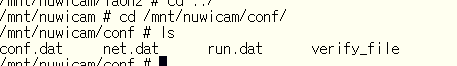 /mnt/nuwicam/faonz # cd ../
/mnt/nuwicam # cd /mnt/nuwicam/conf/
/mnt/nuwicam/conf # ls
conf.dat net.dat run.dat verify_file
/mnt/nuwicam/conf #